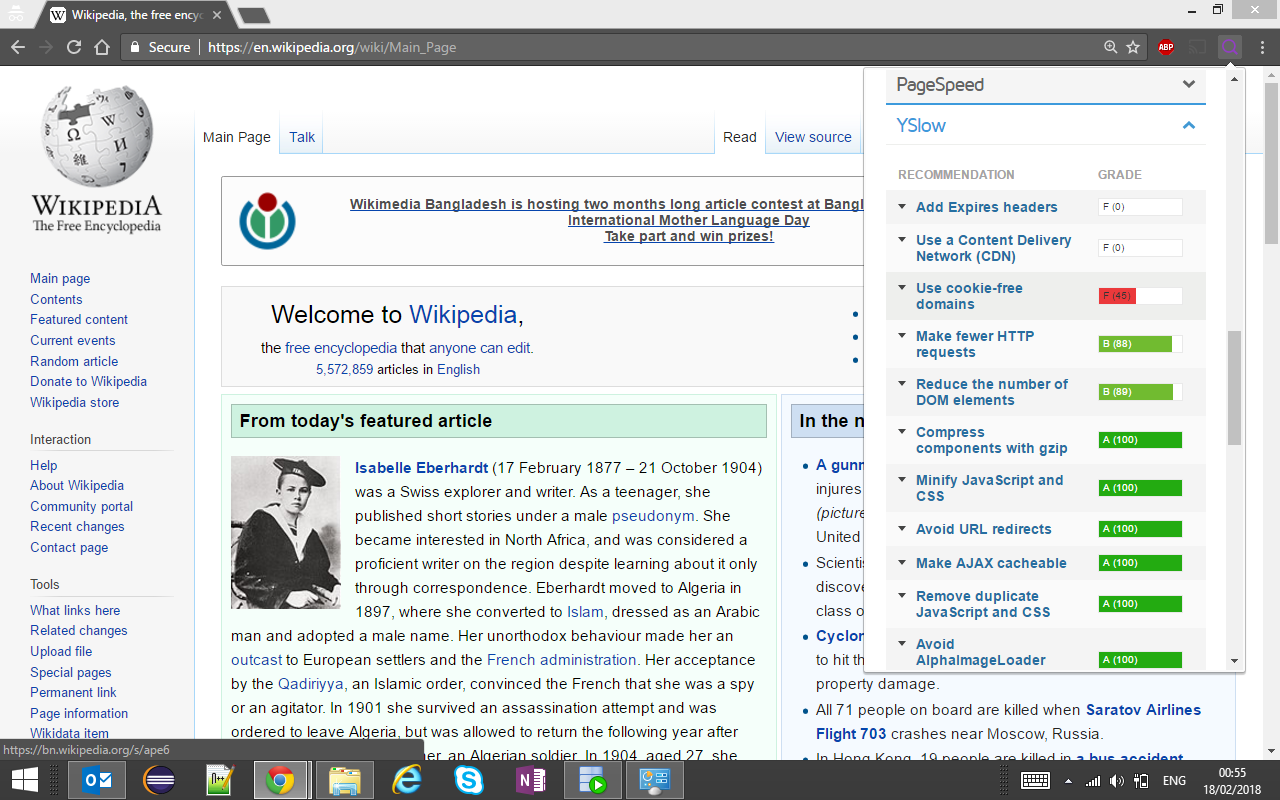 Wikipedia, the free ency
Secure
https://en.wikipedia.org/wiki/Main_Page
ABP
WIKIPEDIA
The Free Encyclopedia
Main page
Contents
Featured content
Current events
Random article
Donate to Wikipedia
Wikipedia store
Interaction
Help
About Wikipedia
Community portal
Recent changes
Contact page
Tools
What links here
Related changes
Upload file
Special pages
Permanent link
Page information
Wikidata item
https://bn.wikipedia.org/s/ape6
Main Page
Talk
Read
View source
Wikimedia Bangladesh is hosting two months long article contest at Bangl
International Mother Language Day
Take part and win prizes!
Welcome to Wikipedia,
the free encyclopedia that anyone can edit.
5,572,859 articles in English
From today's featured article
Isabelle Eberhardt (17 February 1877 – 21 October 1904)
was a Swiss explorer and writer. As a teenager, she
published short stories under a male pseudonym. She
became interested in North Africa, and was considered a
proficient writer on the region despite learning about it only
through correspondence. Eberhardt moved to Algeria in
1897, where she converted to Islam, dressed as an Arabic
man and adopted a male name. Her unorthodox behaviour made her an
outcast to European settlers and the French administration. Her acceptance
by the Qadiriyya, an Islamic order, convinced the French that she was a spy
or an agitator. In 1901 she survived an assassination attempt and was
ordered to leave Algeria, but was allowed to return the following year after
an Algerian soldier. In 1904, aged 27, she
In the n
A gunn
injures
(picture
United
Scientis
discove
class o
Cyclon
to hit th
property damage.
All 71 people on board are killed when Saratov Airlines
Flight 703 crashes near Moscow, Russia.
In Hong Kong, 19 people are killed in a bus accident
PageSpeed
YSlow
RECOMMENDATION GRADE
Add Expires headers F (0)
Use a Content Delivery
Network (CDN) F (0)
Use cookie-free
domains F (45)
Make fewer HTTP
requests B (88)
Reduce the number of
DOM elements B (89)
Compress
components with gzip A (100)
Minify JavaScript and
CSS A (100)
Avoid URL redirects A (100)
Make AJAX cacheable A (100)
Remove duplicate
JavaScript and CSS A (100)
Avoid
AlphaImageLoader A (100)
ENG
00:55
18/02/2018